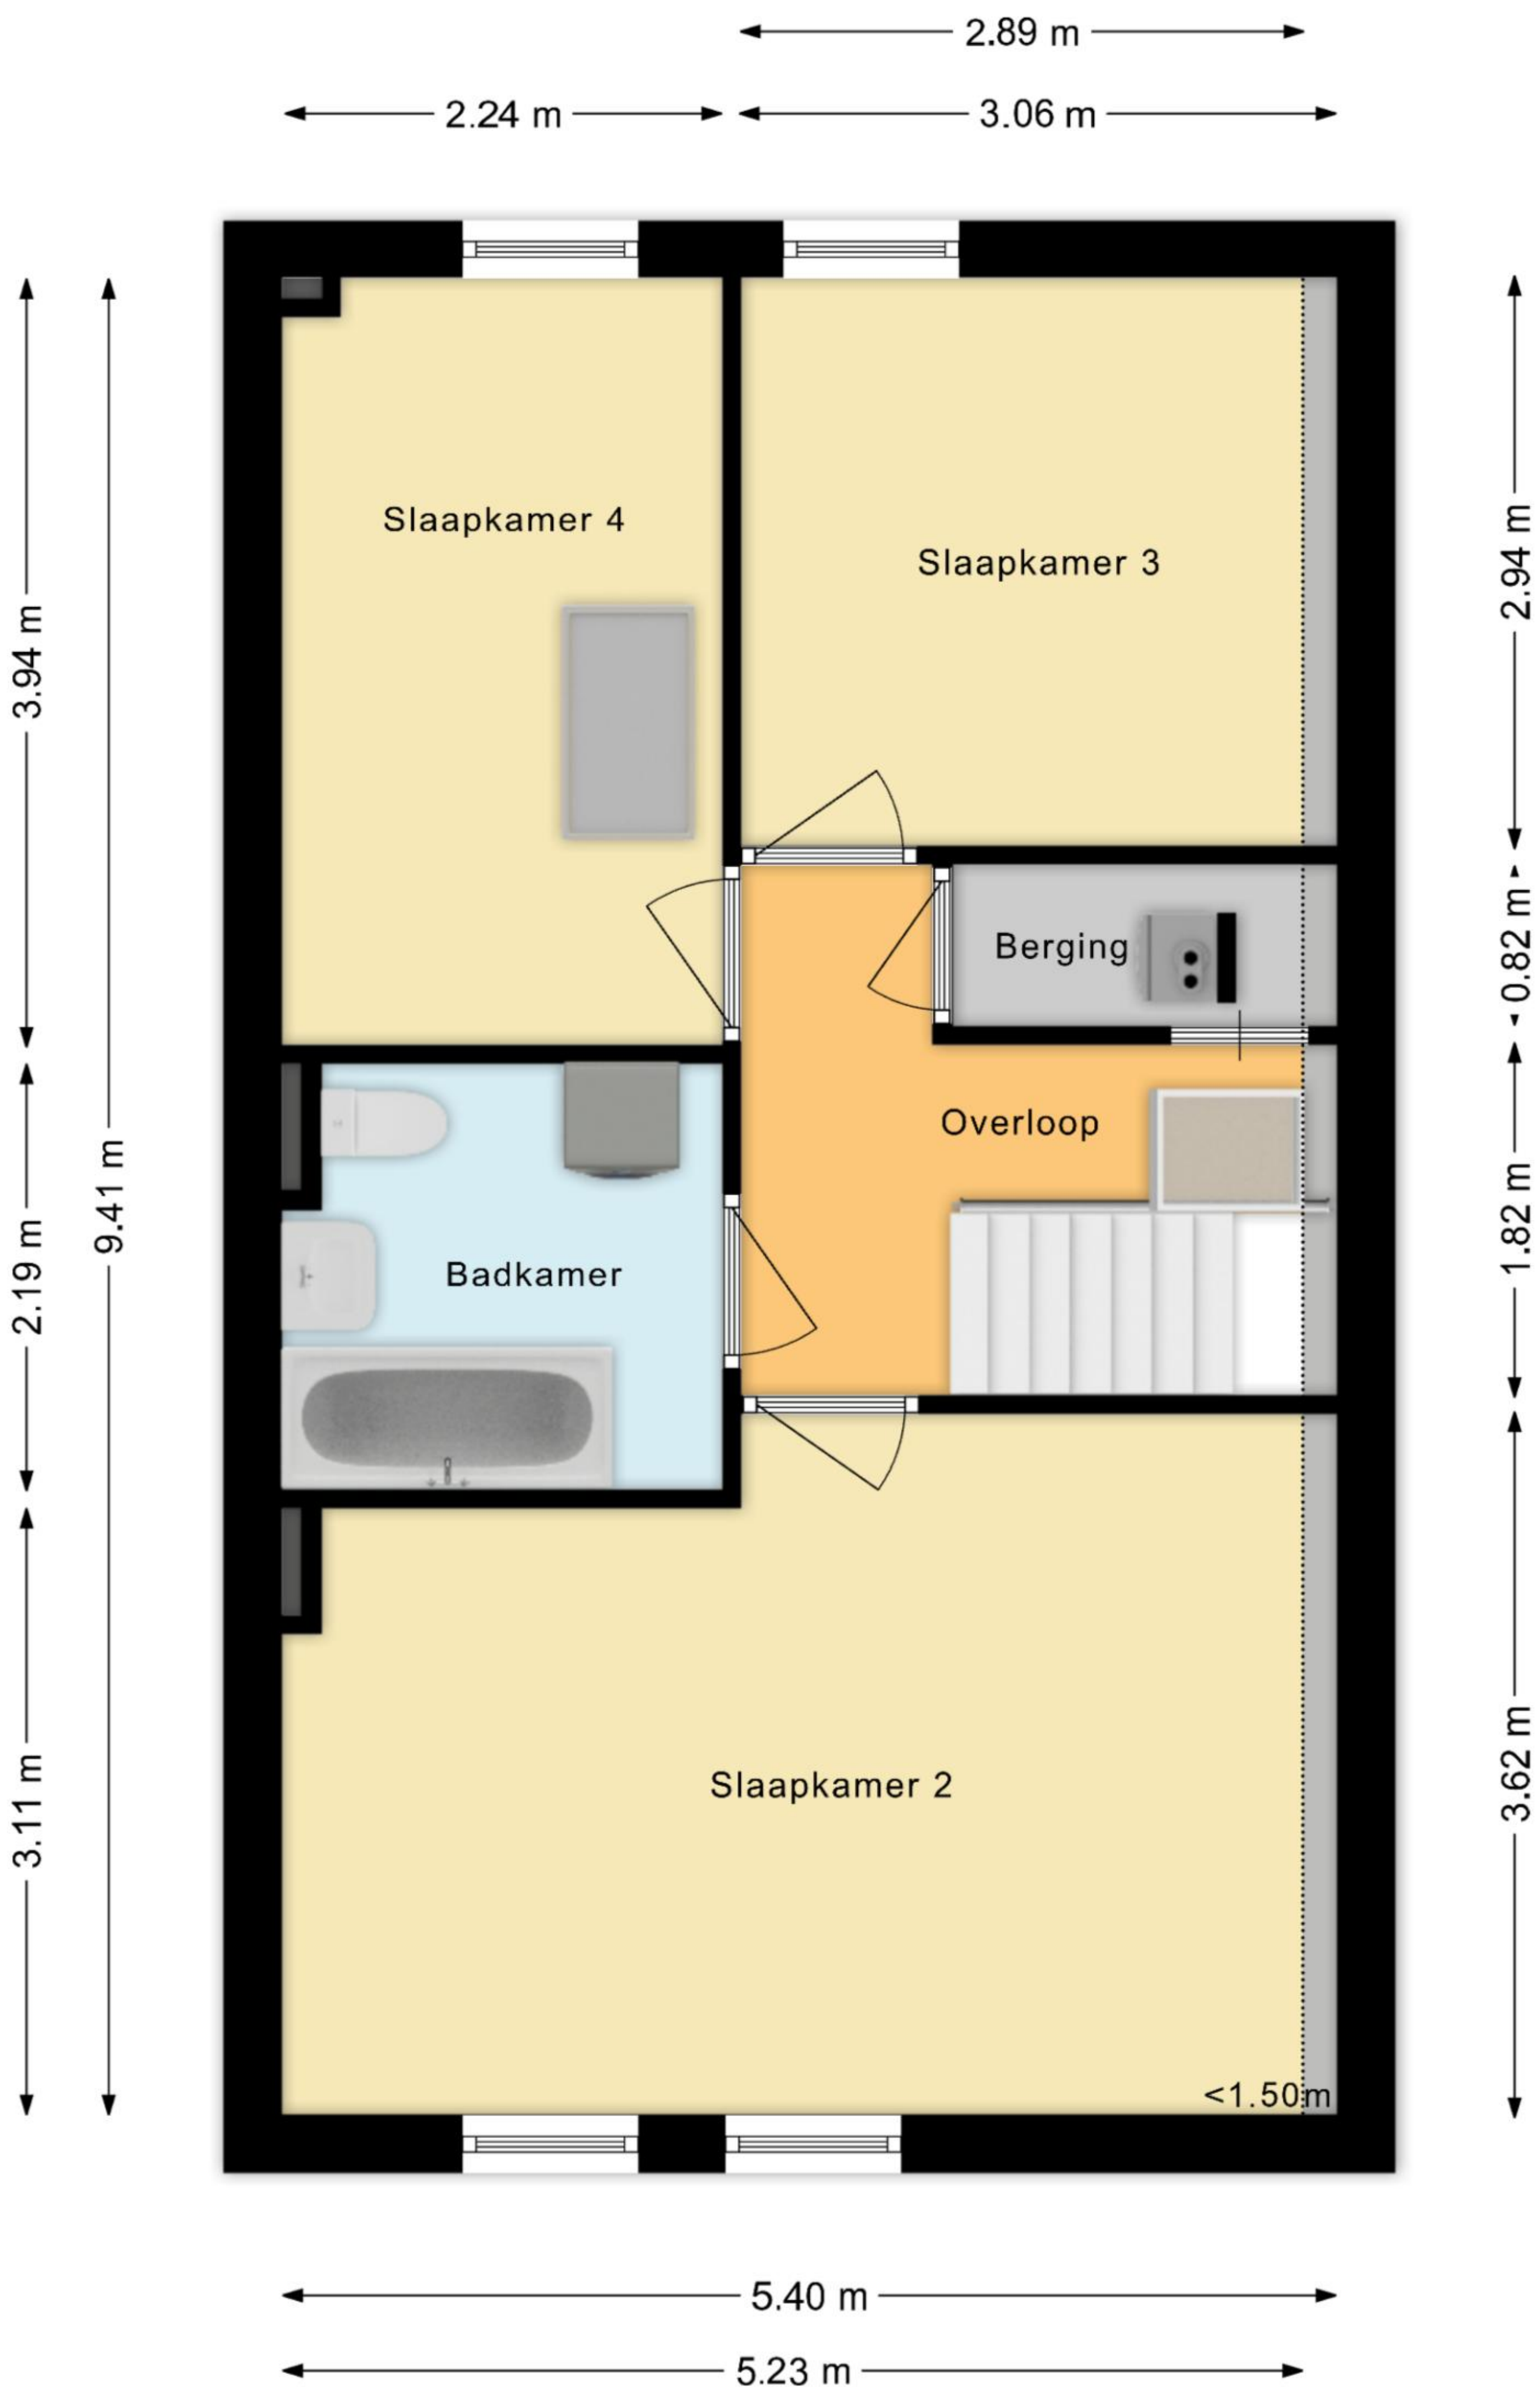 2.89 m
2.24 m
3.06 m
Slaapkamer 4
Slaapkamer 3
2.94 m
3.94 m
Berging
0.82 m
Overloop
9.41 m
1.82 m
2.19 m
Badkamer
Slaapkamer 2
3.11 m
3.62 m
<1.50m
5.40 m
5.23 m